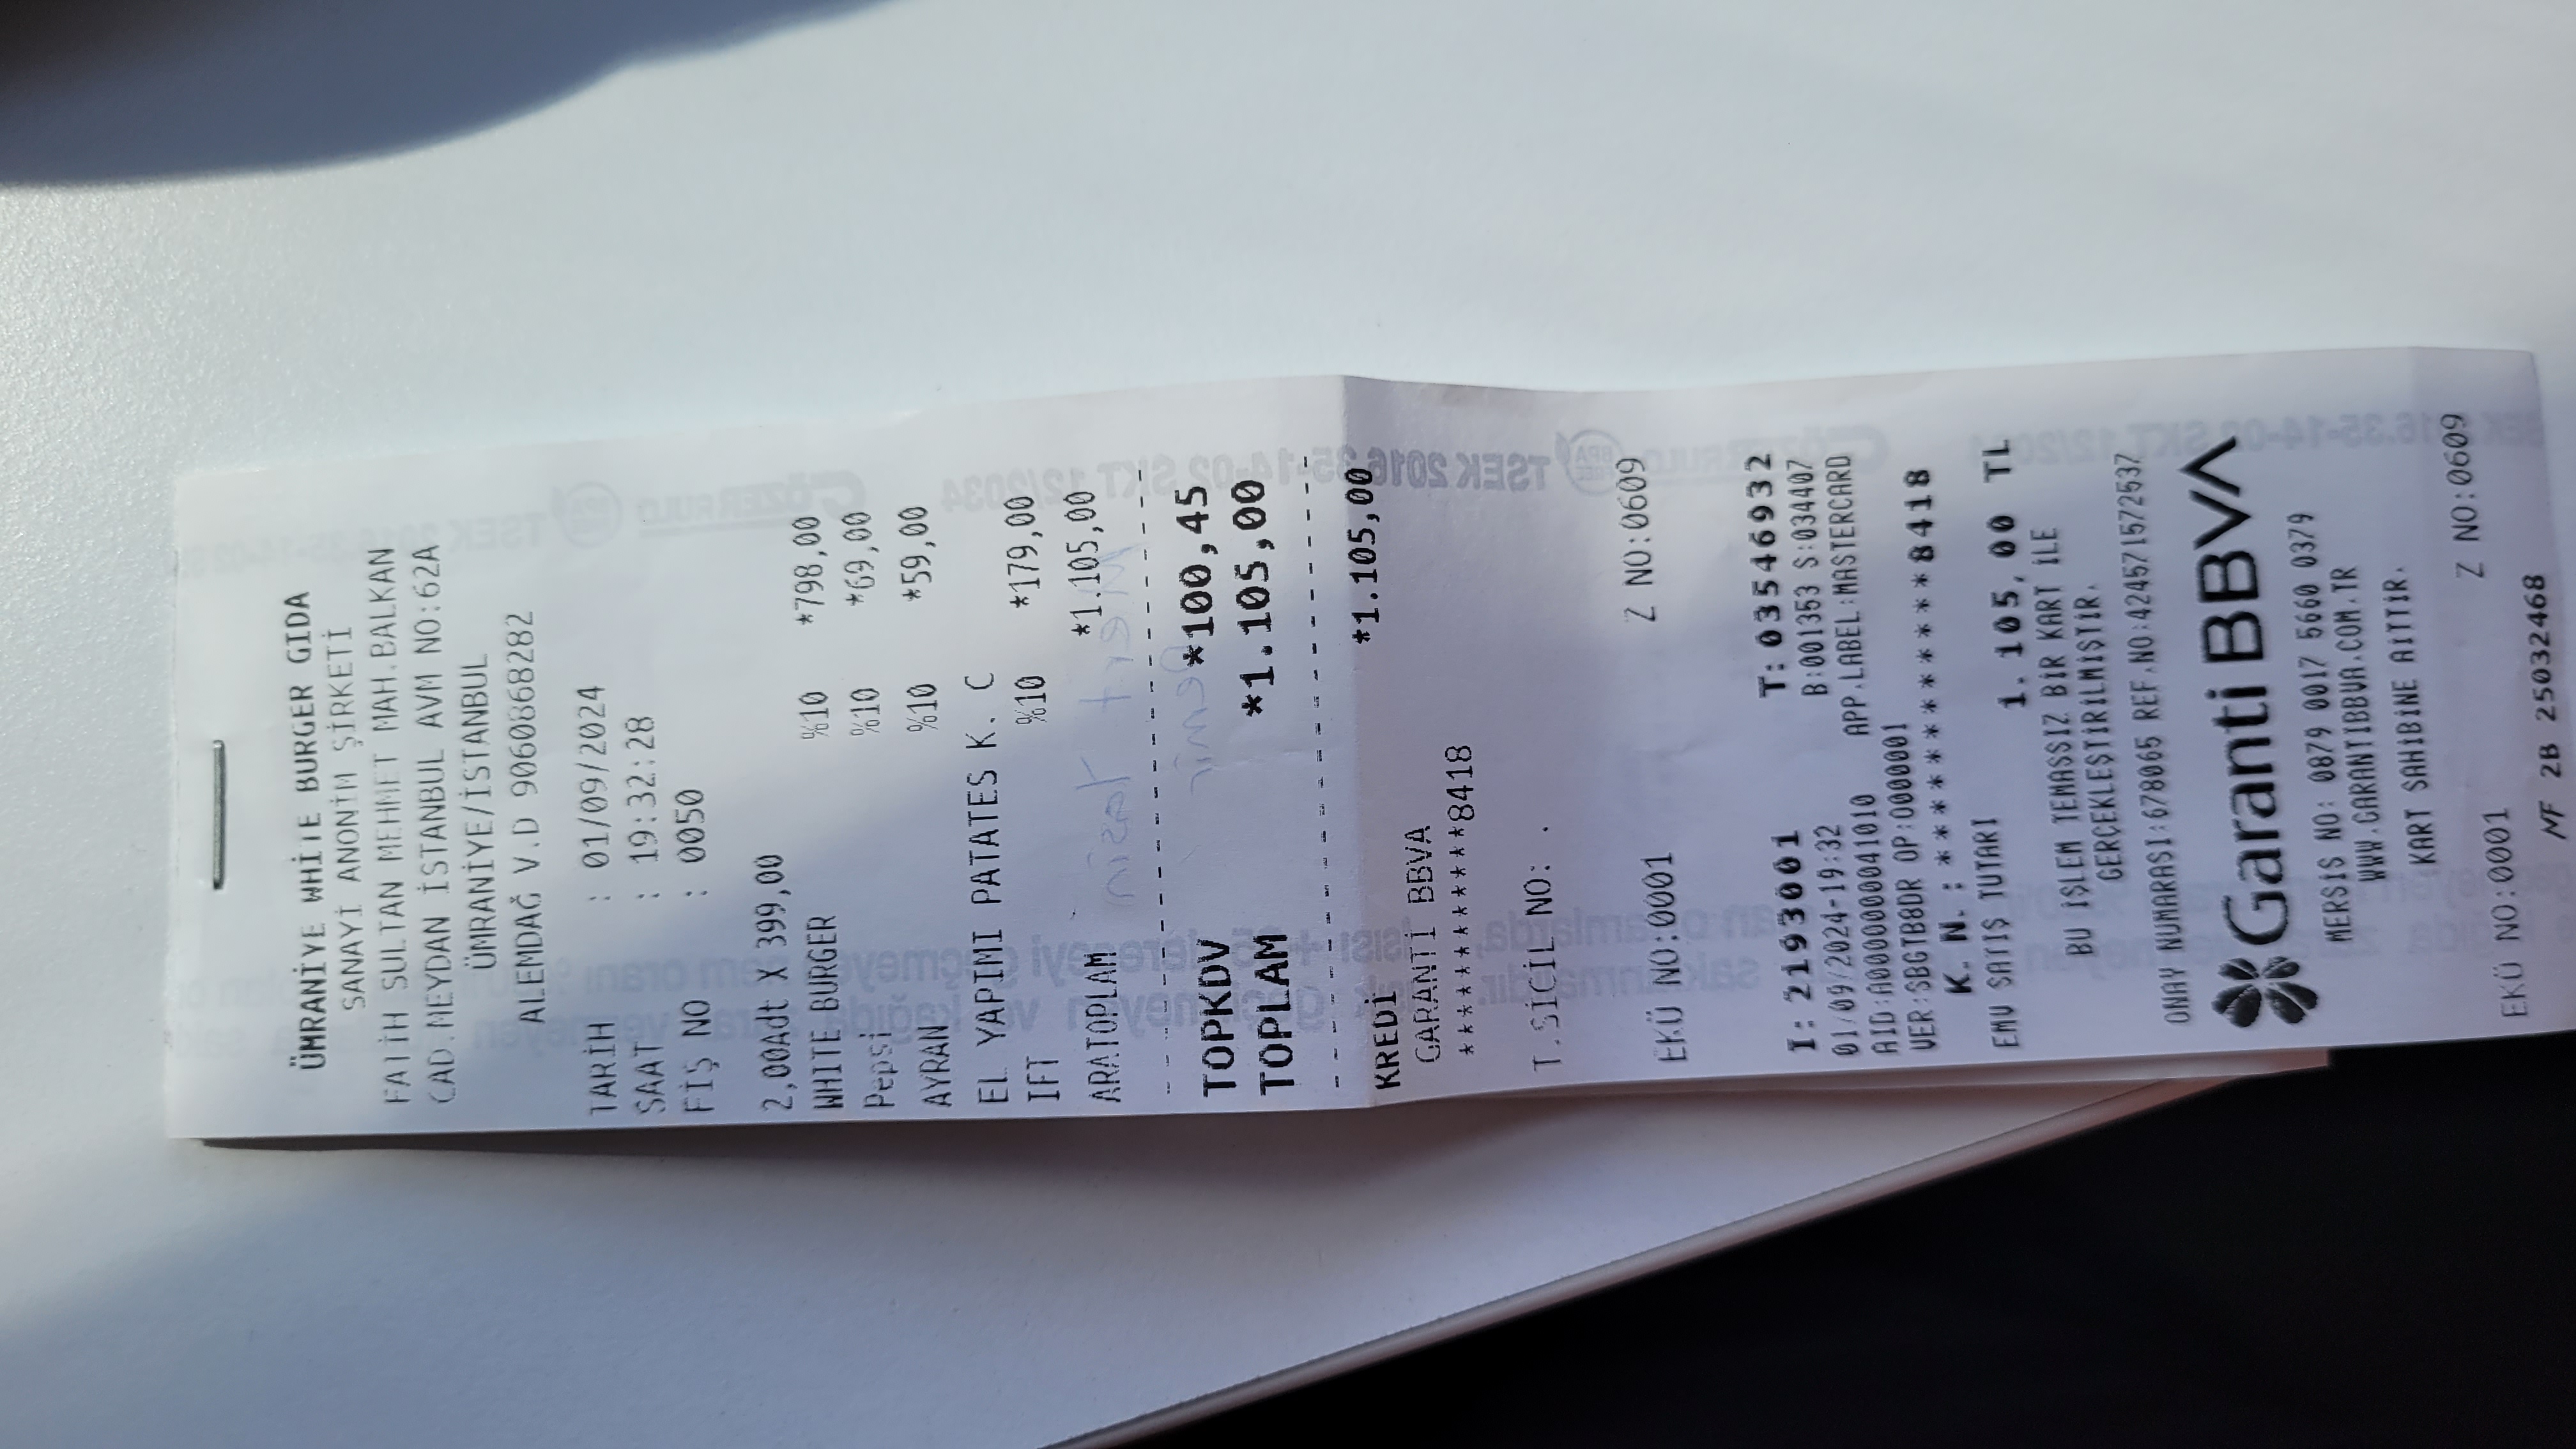 ÜMRANİYE WHİTE BURGER GIDA
SANAYİ ANONİM ŞİRKETİ
FATİH SULTAN MEHMET MAH.BALKAN
CAD.MEYDAN İSTANBUL AVM NO:62A
ÜMRANİYE/İSTANBUL
ALEMDAĞ V.D 9060868282
TARİH : 01/09/2024
SAAT : 19:32:28
FİŞ NO : 0050
2,00Adt X 399,00
WHITE BURGER %10 *798,00
Pepsi %10 *69,00
AYRAN %10 *59,00
EL YAPIMI PATATES K. C
IFT %10 *179,00
ARATOPLAM *1.105,00
TOPKDV *100,45
TOPLAM *1.105,00
KREDİ *1.105,00
GARANTİ BBVA
************8418
T.SİCİL NO: .
EKÜ NO:0001 Z NO:0609
I: 2193001 T: 03546932
01/09/2024-19:32 B:001353 S:034407
AID:A0000000041010 APP.LABEL:MASTERCARD
VER:SBGTB8DR OP:000001
K. N. : ************8418
EMV SATIŞ TUTARI 1. 105, 00 TL
BU İŞLEM TEMASSIZ BİR KART İLE
GERÇEKLEŞTİRİLMİŞTİR.
ONAY NUMARASI:678065 REF.NO:424571572537
Garanti BBVA
MERSIS NO: 0879 0017 5660 0379
WWW.GARANTIBBVA.COM.TR
KART SAHİBİNE AİTTİR.
EKÜ NO:0001 Z NO:0609
NF 2B 25032468